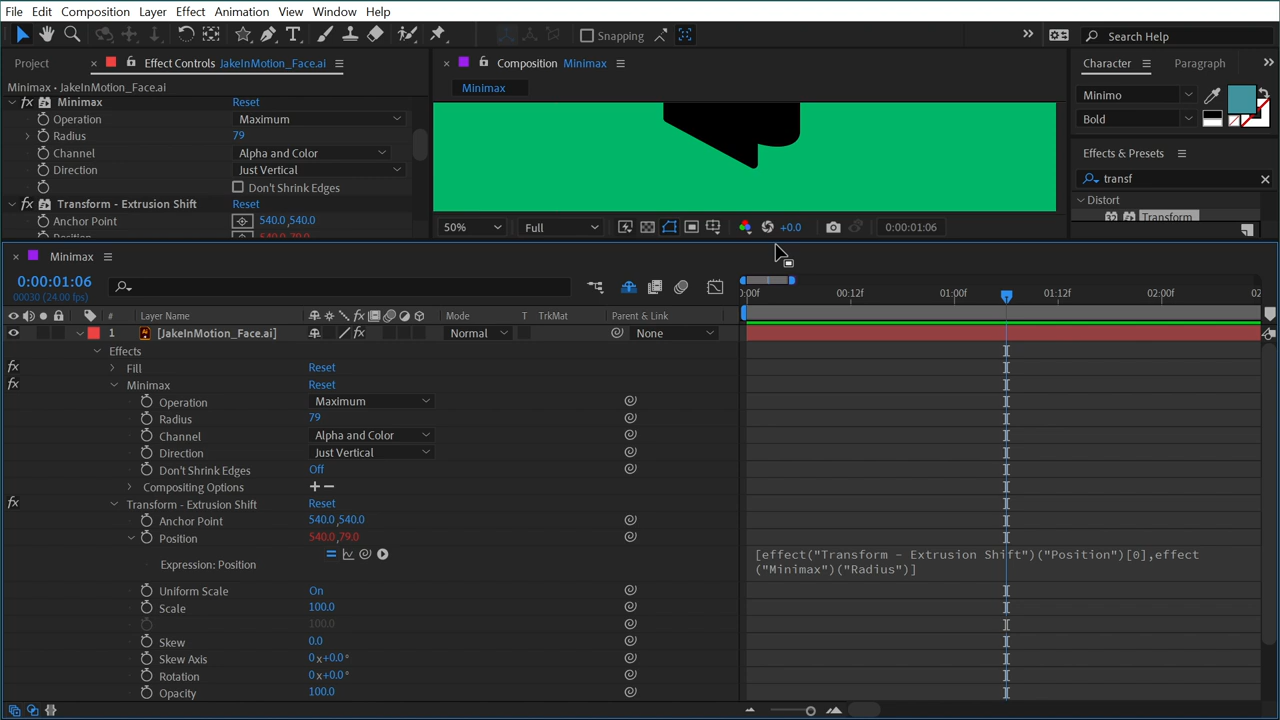 File Edit Composition Layer Effect Animation View Window Help
Snapping
Search Help
Project
Effect Controls JakeInMotion_Face.ai
Composition Minimax
Character
Paragraph
Minimax • JakeInMotion_Face.ai
Minimax
Minimax Reset
Operation Maximum
Radius 79
Channel Alpha and Color
Direction Just Vertical
Don't Shrink Edges
Transform - Extrusion Shift Reset
Anchor Point 540.0,540.0
Position 540.0,79.0
Minimo
Bold
Effects & Presets
transf
Distort
Transform
50% Full +0.0 0:00:01:06
Minimax
0:00:01:06
00030 (24.00 fps)
:00f 00:12f 01:00f 01:12f 02:00f 02
# Layer Name Mode T TrkMat Parent & Link
1 [JakeInMotion_Face.ai] Normal None
Effects
Fill Reset
Minimax Reset
Operation Maximum
Radius 79
Channel Alpha and Color
Direction Just Vertical
Don't Shrink Edges Off
Compositing Options + −
Transform - Extrusion Shift Reset
Anchor Point 540.0,540.0
Position 540.0,79.0
Expression: Position
[effect("Transform - Extrusion Shift")("Position")[0],effect
("Minimax")("Radius")]
Uniform Scale On
Scale 100.0
100.0
Skew 0.0
Skew Axis 0x+0.0°
Rotation 0x+0.0°
Opacity 100.0